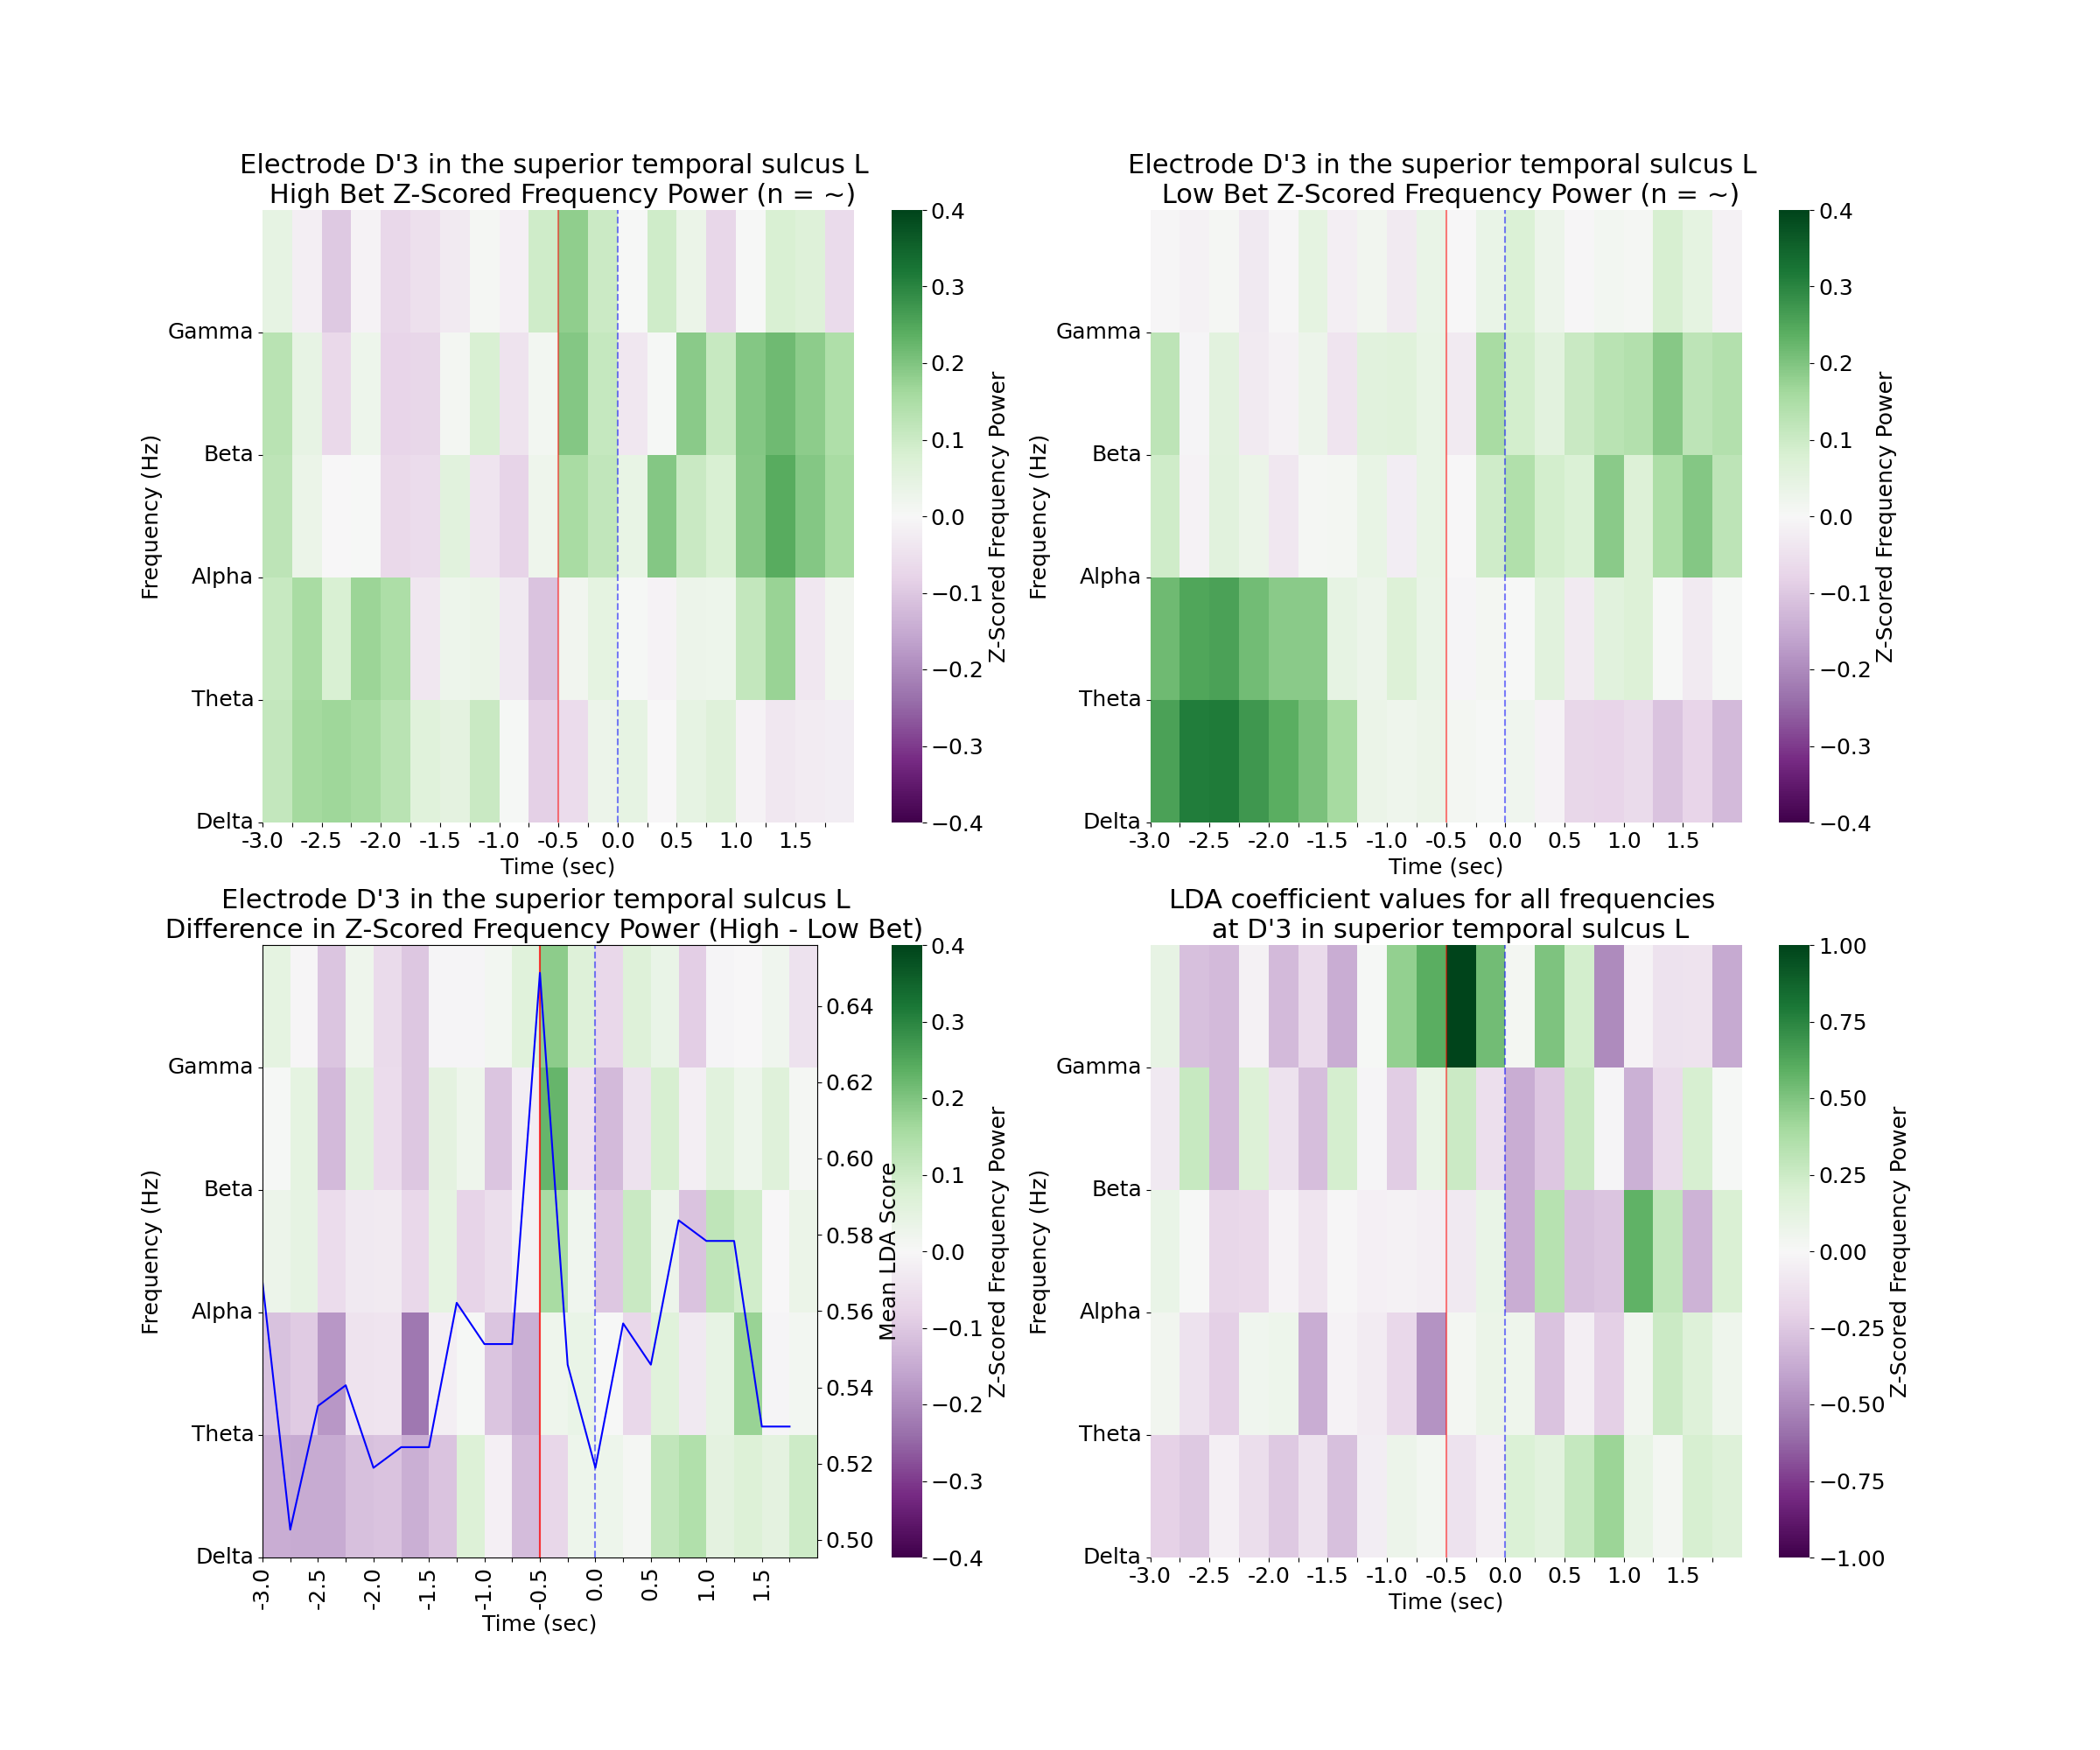 Electrode D'3 in the superior temporal sulcus L
High Bet Z-Scored Frequency Power (n = ~)
Frequency (Hz)
Gamma
Beta
Alpha
Theta
Delta
-3.0 -2.5 -2.0 -1.5 -1.0 -0.5 0.0 0.5 1.0 1.5
Time (sec)
0.4
0.3
0.2
0.1
0.0
−0.1
−0.2
−0.3
−0.4
Z-Scored Frequency Power
Electrode D'3 in the superior temporal sulcus L
Low Bet Z-Scored Frequency Power (n = ~)
Frequency (Hz)
Gamma
Beta
Alpha
Theta
Delta
-3.0 -2.5 -2.0 -1.5 -1.0 -0.5 0.0 0.5 1.0 1.5
Time (sec)
0.4
0.3
0.2
0.1
0.0
−0.1
−0.2
−0.3
−0.4
Z-Scored Frequency Power
Electrode D'3 in the superior temporal sulcus L
Difference in Z-Scored Frequency Power (High - Low Bet)
Frequency (Hz)
Gamma
Beta
Alpha
Theta
Delta
-3.0 -2.5 -2.0 -1.5 -1.0 -0.5 0.0 0.5 1.0 1.5
Time (sec)
0.64
0.62
0.60
0.58
0.56
0.54
0.52
0.50
Mean LDA Score
0.4
0.3
0.2
0.1
0.0
−0.1
−0.2
−0.3
−0.4
Z-Scored Frequency Power
LDA coefficient values for all frequencies
at D'3 in superior temporal sulcus L
Frequency (Hz)
Gamma
Beta
Alpha
Theta
Delta
-3.0 -2.5 -2.0 -1.5 -1.0 -0.5 0.0 0.5 1.0 1.5
Time (sec)
1.00
0.75
0.50
0.25
0.00
−0.25
−0.50
−0.75
−1.00
Z-Scored Frequency Power